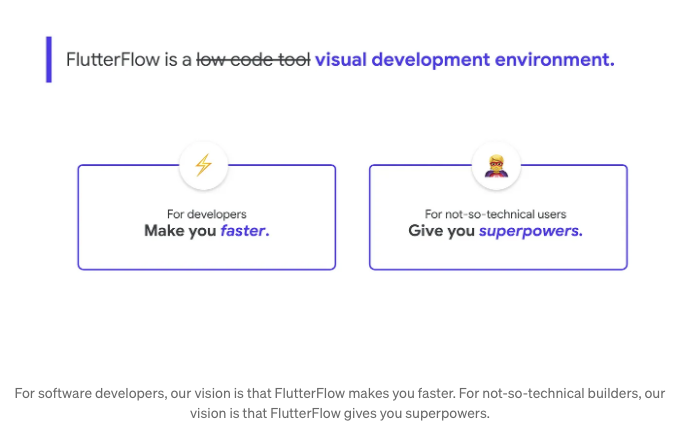 FlutterFlow is a low code tool visual development environment.
For developers
Make you faster.
For not-so-technical users
Give you superpowers.
For software developers, our vision is that FlutterFlow makes you faster. For not-so-technical builders, our
vision is that FlutterFlow gives you superpowers.